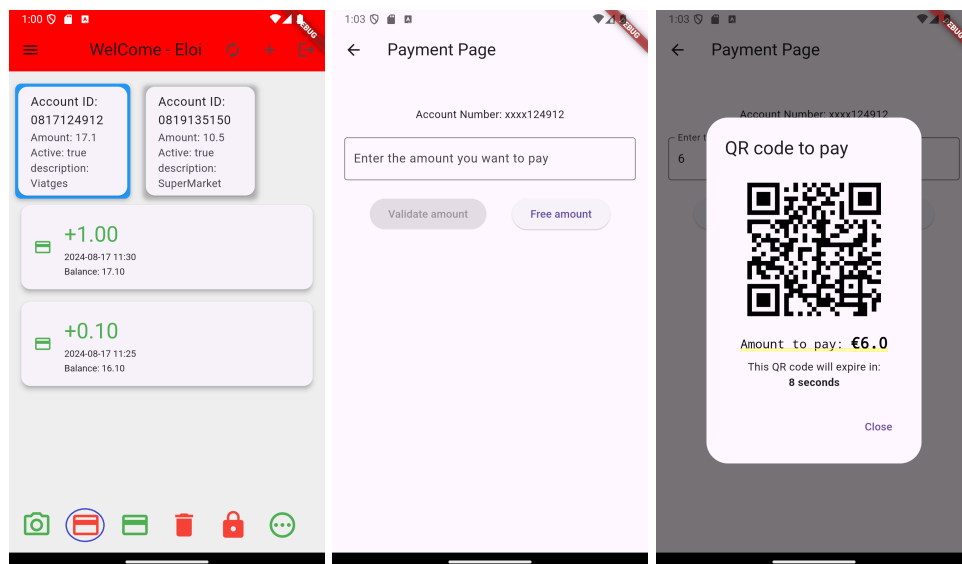 1:00
WelCome - Eloi
Account ID:
0817124912
Amount: 17.1
Active: true
description:
Viatges
Account ID:
0819135150
Amount: 10.5
Active: true
description:
SuperMarket
+1.00
2024-08-17 11:30
Balance: 17.10
+0.10
2024-08-17 11:25
Balance: 16.10
1:03
Payment Page
Account Number: xxxx124912
Enter the amount you want to pay
Validate amount
Free amount
1:03
Payment Page
Account Number: xxxx124912
Enter t
6
QR code to pay
Amount to pay: €6.0
This QR code will expire in:
8 seconds
Close